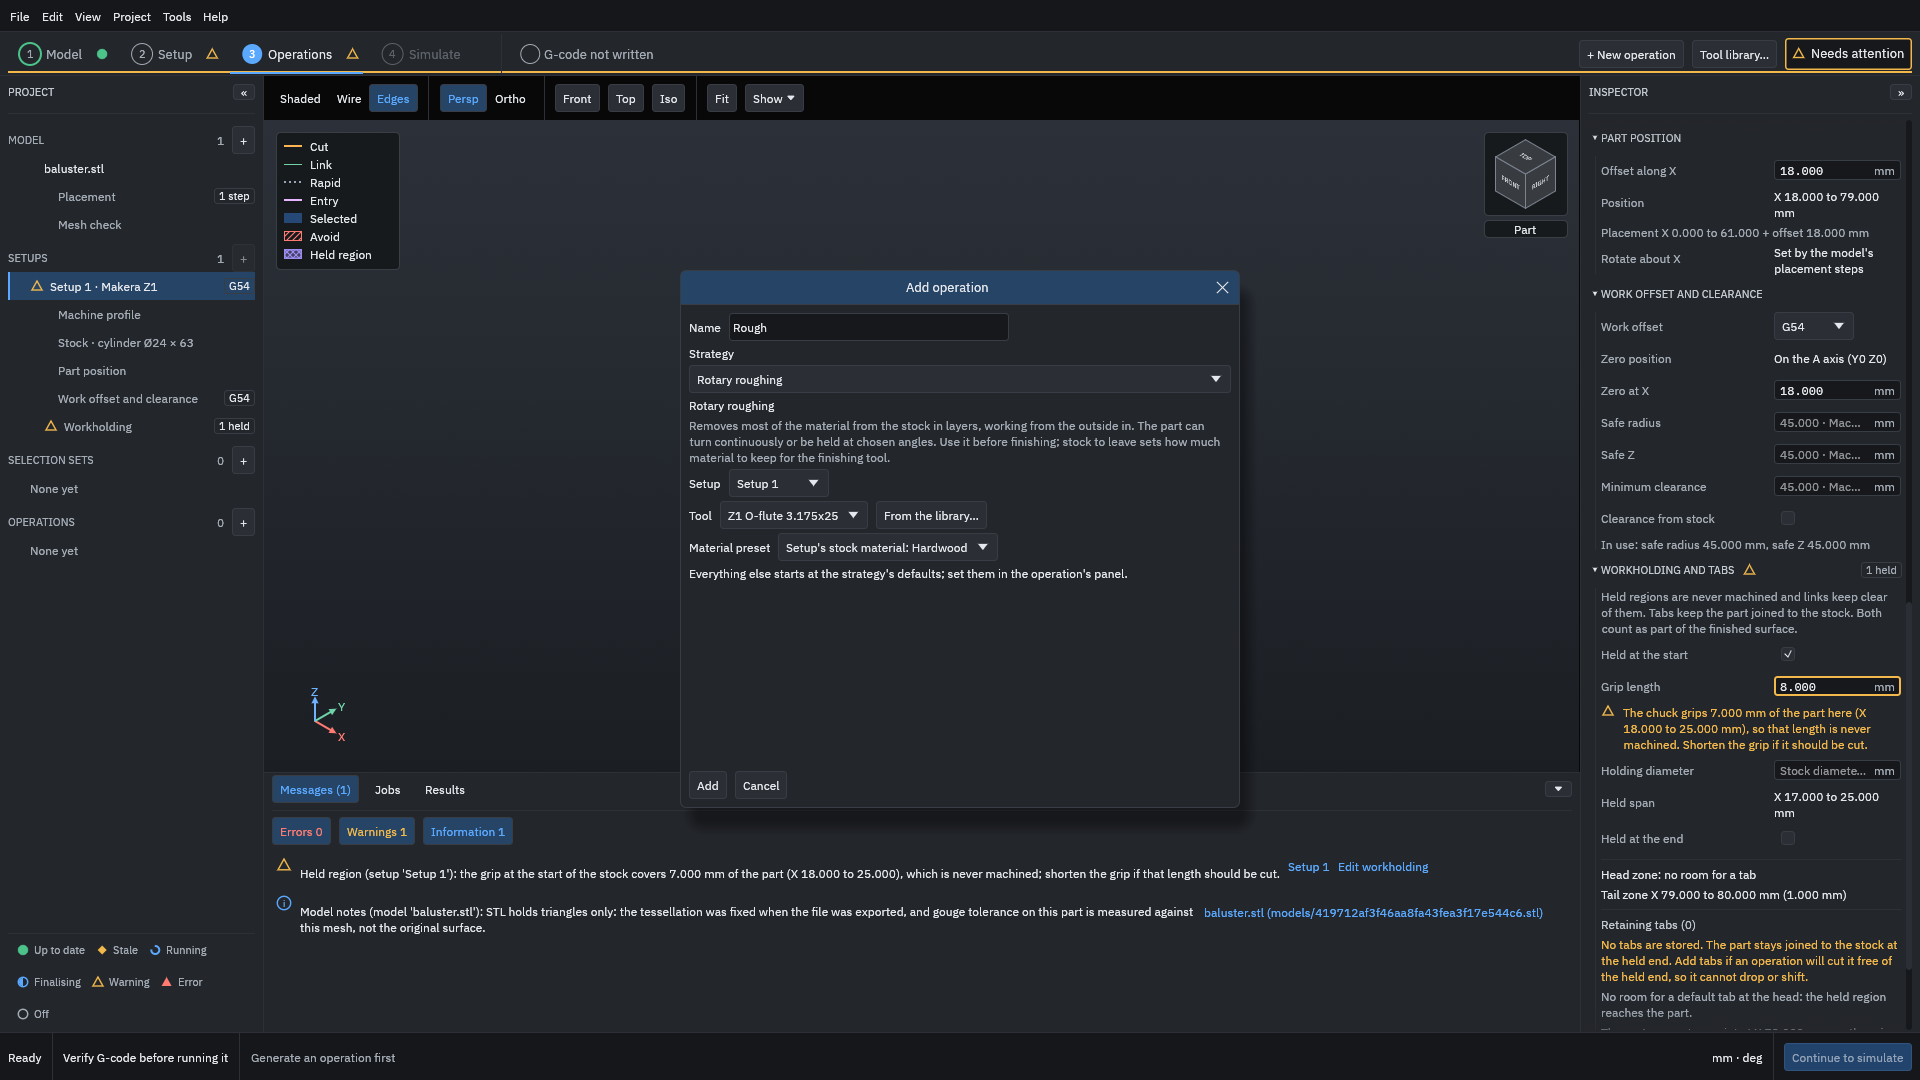 File Edit View Project Tools Help
1 Model 2 Setup 3 Operations 4 Simulate G-code not written + New operation Tool library... Needs attention
PROJECT «
MODEL 1 +
baluster.stl
Placement 1 step
Mesh check
SETUPS 1 +
Setup 1 · Makera Z1 G54
Machine profile
Stock · cylinder Ø24 × 63
Part position
Work offset and clearance G54
Workholding 1 held
SELECTION SETS 0 +
None yet
OPERATIONS 0 +
None yet
Up to date Stale Running
Finalising Warning Error
Off
Shaded Wire Edges Persp Ortho Front Top Iso Fit Show
Cut
Link
Rapid
Entry
Selected
Avoid
Held region
TOP
FRONT RIGHT
Part
Z
Y
X
Add operation
Name Rough
Strategy
Rotary roughing
Rotary roughing
Removes most of the material from the stock in layers, working from the outside in. The part can
turn continuously or be held at chosen angles. Use it before finishing; stock to leave sets how much
material to keep for the finishing tool.
Setup Setup 1
Tool Z1 O-flute 3.175x25 From the library...
Material preset Setup's stock material: Hardwood
Everything else starts at the strategy's defaults; set them in the operation's panel.
Add Cancel
Messages (1) Jobs Results
Errors 0 Warnings 1 Information 1
Held region (setup 'Setup 1'): the grip at the start of the stock covers 7.000 mm of the part (X 18.000 to 25.000), which is never machined; shorten the grip if that length should be cut. Setup 1 Edit workholding
Model notes (model 'baluster.stl'): STL holds triangles only: the tessellation was fixed when the file was exported, and gouge tolerance on this part is measured against baluster.stl (models/419712af3f46aa8fa43fea3f17e544c6.stl)
this mesh, not the original surface.
INSPECTOR »
PART POSITION
Offset along X 18.000 mm
Position X 18.000 to 79.000
mm
Placement X 0.000 to 61.000 + offset 18.000 mm
Rotate about X Set by the model's
placement steps
WORK OFFSET AND CLEARANCE
Work offset G54
Zero position On the A axis (Y0 Z0)
Zero at X 18.000 mm
Safe radius 45.000 · Mac... mm
Safe Z 45.000 · Mac... mm
Minimum clearance 45.000 · Mac... mm
Clearance from stock
In use: safe radius 45.000 mm, safe Z 45.000 mm
WORKHOLDING AND TABS 1 held
Held regions are never machined and links keep clear
of them. Tabs keep the part joined to the stock. Both
count as part of the finished surface.
Held at the start
Grip length 8.000 mm
The chuck grips 7.000 mm of the part here (X
18.000 to 25.000 mm), so that length is never
machined. Shorten the grip if it should be cut.
Holding diameter Stock diamete... mm
Held span X 17.000 to 25.000
mm
Held at the end
Head zone: no room for a tab
Tail zone X 79.000 to 80.000 mm (1.000 mm)
Retaining tabs (0)
No tabs are stored. The part stays joined to the stock at
the held end. Add tabs if an operation will cut it free of
the held end, so it cannot drop or shift.
No room for a default tab at the head: the held region
reaches the part.
Ready Verify G-code before running it Generate an operation first mm · deg Continue to simulate